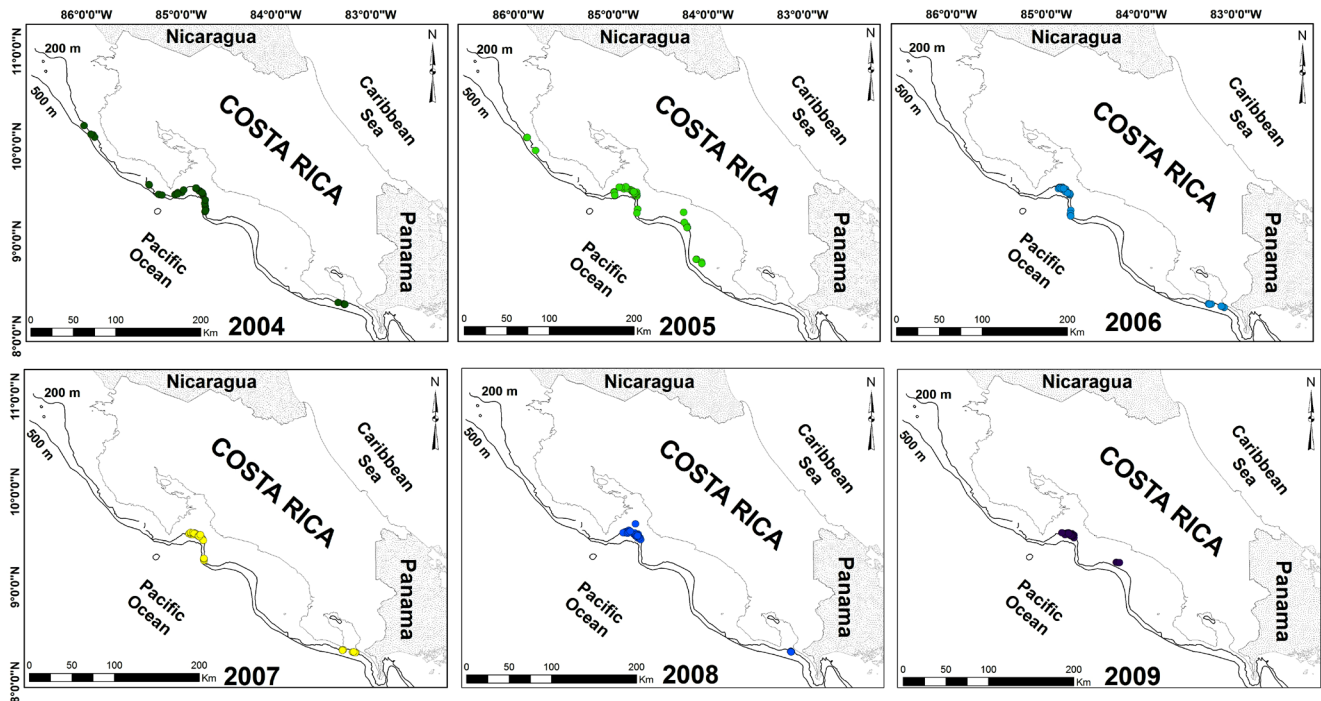 86°0'0"W 85°0'0"W 84°0'0"W 83°0'0"W
11°0'0"N
10°0'0"N
9°0'0"N
8°0'0"N
Nicaragua
N
200 m
500 m
Caribbean
Sea
COSTA RICA
Panama
Pacific
Ocean
0 50 100 200
Km
2004
86°0'0"W 85°0'0"W 84°0'0"W 83°0'0"W
Nicaragua
N
200 m
500 m
Caribbean
Sea
COSTA RICA
Panama
Pacific
Ocean
0 50 100 200
Km
2005
86°0'0"W 85°0'0"W 84°0'0"W 83°0'0"W
Nicaragua
N
200 m
500 m
Caribbean
Sea
COSTA RICA
Panama
Pacific
Ocean
0 50 100 200
Km
2006
11°0'0"N
10°0'0"N
9°0'0"N
8°0'0"N
Nicaragua
N
200 m
500 m
Caribbean
Sea
COSTA RICA
Panama
Pacific
Ocean
0 50 100 200
Km
2007
Nicaragua
N
200 m
500 m
Caribbean
Sea
COSTA RICA
Panama
Pacific
Ocean
0 50 100 200
Km
2008
Nicaragua
N
200 m
500 m
Caribbean
Sea
COSTA RICA
Panama
Pacific
Ocean
0 50 100 200
Km
2009